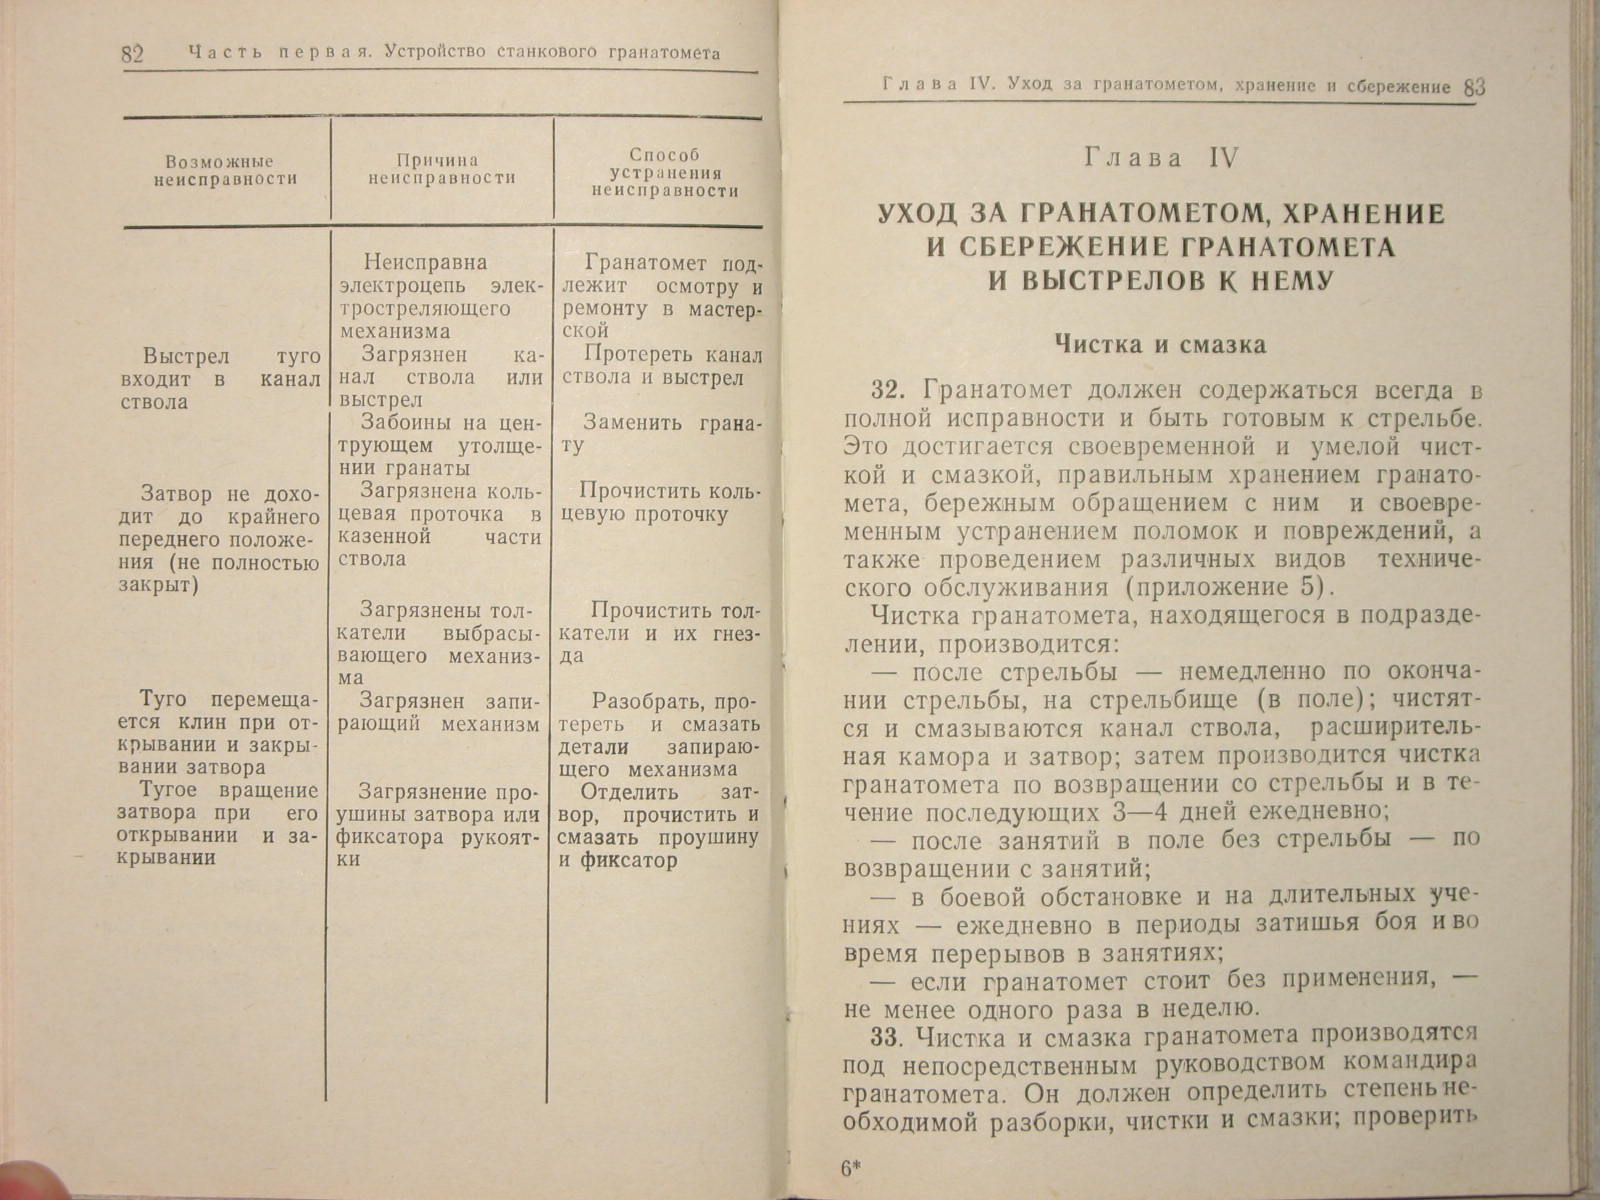 82 Часть первая. Устройство станкового гранатомета
Возможные
неисправности
Причина
неисправности
Способ
устранения
неисправности
Неисправна
электроцепь элек-
тростреляющего
механизма
Гранатомет под-
лежит осмотру и
ремонту в мастер-
ской
Выстрел туго
входит в канал
ствола
Загрязнен ка-
нал ствола или
выстрел
Протереть канал
ствола и выстрел
Забоины на цен-
трующем утолще-
нии гранаты
Заменить грана-
ту
Затвор не дохо-
дит до крайнего
переднего положе-
ния (не полностью
закрыт)
Загрязнена коль-
цевая проточка в
казенной части
ствола
Прочистить коль-
цевую проточку
Загрязнены тол-
катели выбрасы-
вающего механиз-
ма
Прочистить тол-
катели и их гнез-
да
Туго перемеща-
ется клин при от-
крывании и закры-
вании затвора
Загрязнен запи-
рающий механизм
Разобрать, про-
тереть и смазать
детали запираю-
щего механизма
Тугое вращение
затвора при его
открывании и за-
крывании
Загрязнение про-
ушины затвора или
фиксатора рукоят-
ки
Отделить зат-
вор, прочистить и
смазать проушину
и фиксатор
Глава IV. Уход за гранатометом, хранение и сбережение 83
Глава IV
УХОД ЗА ГРАНАТОМЕТОМ, ХРАНЕНИЕ
И СБЕРЕЖЕНИЕ ГРАНАТОМЕТА
И ВЫСТРЕЛОВ К НЕМУ
Чистка и смазка
32. Гранатомет должен содержаться всегда в
полной исправности и быть готовым к стрельбе.
Это достигается своевременной и умелой чист-
кой и смазкой, правильным хранением гранато-
мета, бережным обращением с ним и своевре-
менным устранением поломок и повреждений, а
также проведением различных видов техниче-
ского обслуживания (приложение 5).
Чистка гранатомета, находящегося в подразде-
лении, производится:
— после стрельбы — немедленно по оконча-
нии стрельбы, на стрельбище (в поле); чистят-
ся и смазываются канал ствола, расширитель-
ная камора и затвор; затем производится чистка
гранатомета по возвращении со стрельбы и в те-
чение последующих 3—4 дней ежедневно;
— после занятий в поле без стрельбы — по
возвращении с занятий;
— в боевой обстановке и на длительных уче-
ниях — ежедневно в периоды затишья боя и во
время перерывов в занятиях;
— если гранатомет стоит без применения, —
не менее одного раза в неделю.
33. Чистка и смазка гранатомета производятся
под непосредственным руководством командира
гранатомета. Он должен определить степень не-
обходимой разборки, чистки и смазки; проверить
6*